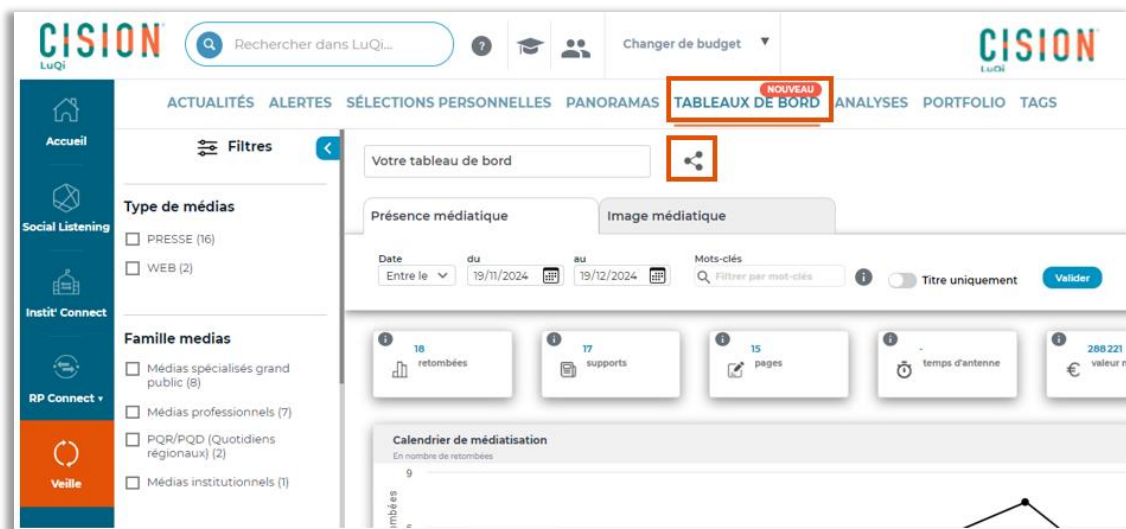 CISION
LuQi
Rechercher dans LuQi...
?
Changer de budget ▼
CISION
LuQi
ACTUALITÉS ALERTES SÉLECTIONS PERSONNELLES PANORAMAS TABLEAUX DE BORD ANALYSES PORTFOLIO TAGS
NOUVEAU
Accueil
Social Listening
Instit' Connect
RP Connect ▾
Veille
Filtres
Type de médias
PRESSE (16)
WEB (2)
Famille medias
Médias spécialisés grand
public (8)
Médias professionnels (7)
PQR/PQD (Quotidiens
régionaux) (2)
Médias institutionnels (1)
Votre tableau de bord
Présence médiatique
Image médiatique
Date du au Mots-clés
Entre le 19/11/2024 19/12/2024 Filtrer par mot-clés
Titre uniquement
Valider
18
retombées
17
supports
15
pages
-
temps d'antenne
288 221
€ valeur
Calendrier de médiatisation
En nombre de retombées
9